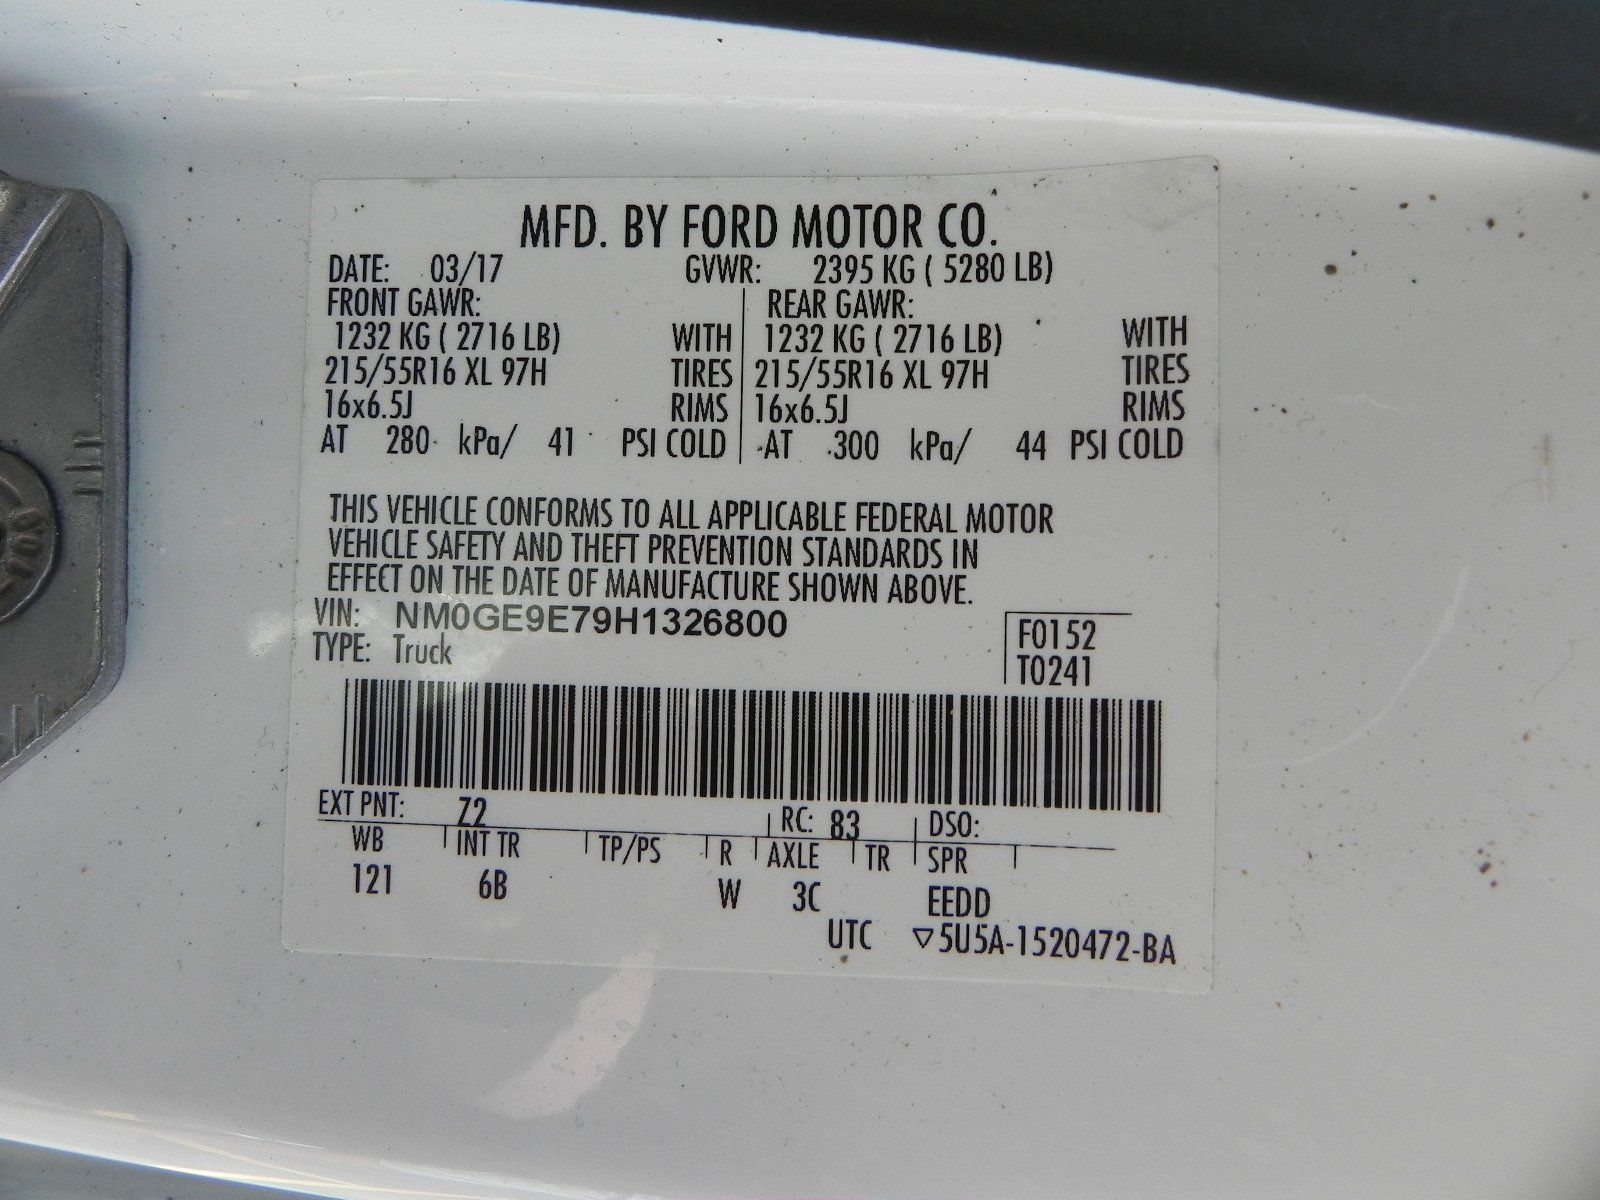 MFD. BY FORD MOTOR CO.
DATE: 03/17 GVWR: 2395 KG ( 5280 LB)
FRONT GAWR: REAR GAWR:
1232 KG ( 2716 LB) WITH 1232 KG ( 2716 LB) WITH
215/55R16 XL 97H TIRES 215/55R16 XL 97H TIRES
16x6.5J RIMS 16x6.5J RIMS
AT 280 kPa/ 41 PSI COLD AT 300 kPa/ 44 PSI COLD
THIS VEHICLE CONFORMS TO ALL APPLICABLE FEDERAL MOTOR
VEHICLE SAFETY AND THEFT PREVENTION STANDARDS IN
EFFECT ON THE DATE OF MANUFACTURE SHOWN ABOVE.
VIN: NM0GE9E79H1326800
F0152
TYPE: Truck
T0241
EXT PNT: Z2 RC: 83 DSO:
WB INT TR TP/PS R AXLE TR SPR
121 6B W 3C EEDD
UTC ▽5U5A-1520472-BA